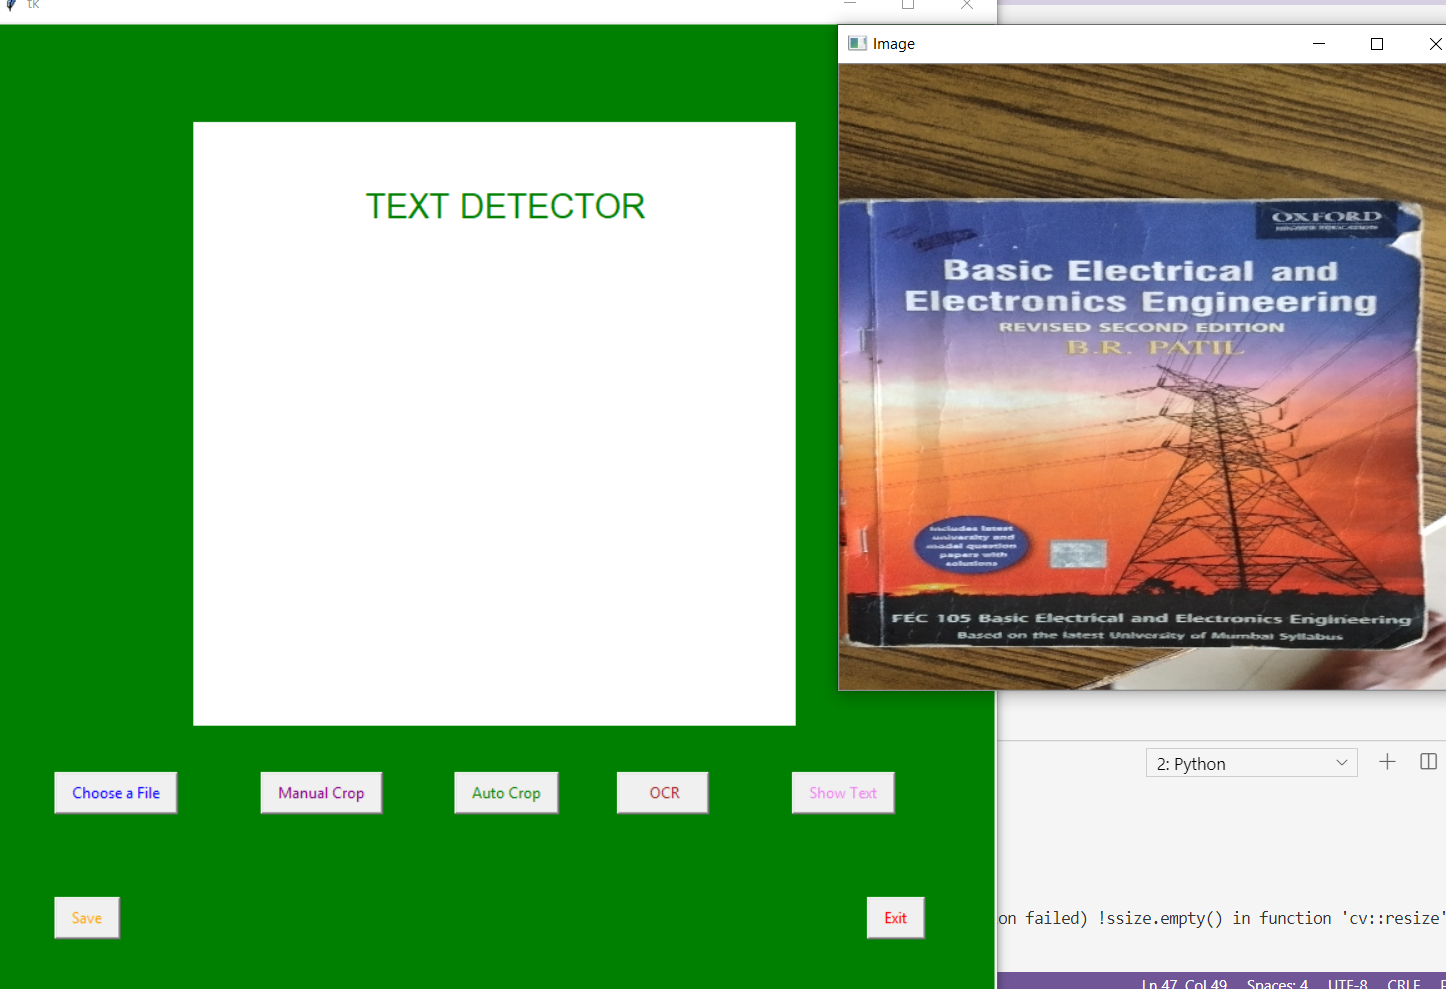 tk
TEXT DETECTOR
Choose a File
Manual Crop
Auto Crop
OCR
Show Text
Save
Exit
Image
OXFORD
HIGHER EDUCATION
Basic Electrical and
Electronics Engineering
REVISED SECOND EDITION
B.R. PATIL
Includes latest
university and
model question
papers with
solutions
FEC 105 Basic Electrical and Electronics Engineering
Based on the latest University of Mumbai Syllabus
2: Python
on failed) !ssize.empty() in function 'cv::resize'
Ln 47, Col 49 Spaces: 4 UTF-8 CRLF